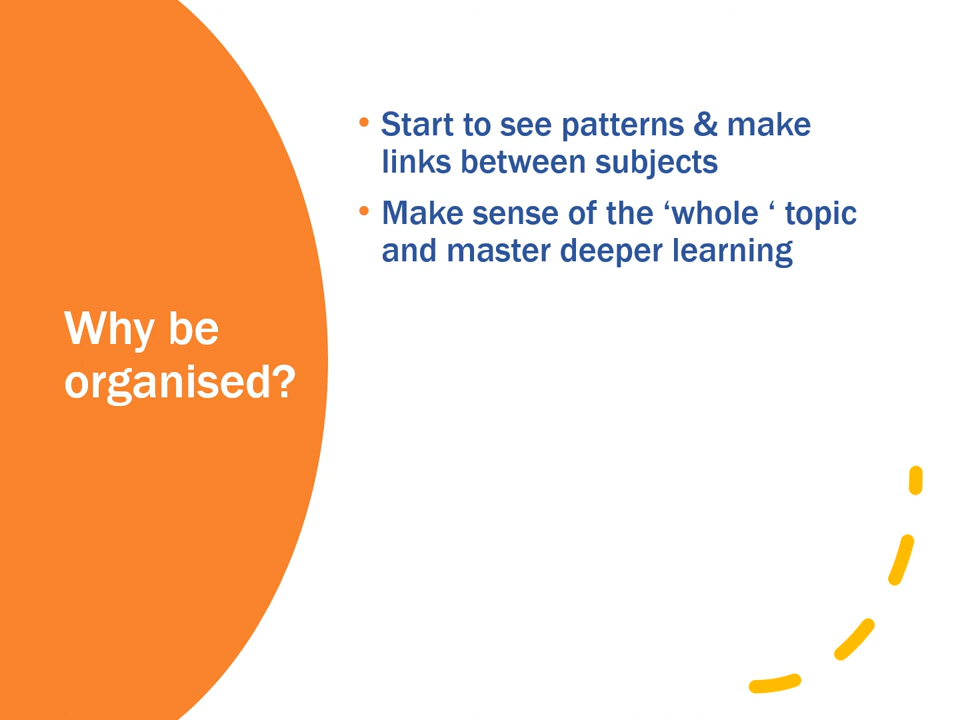 Why be
organised?
• Start to see patterns & make
links between subjects
• Make sense of the ‘whole ‘ topic
and master deeper learning